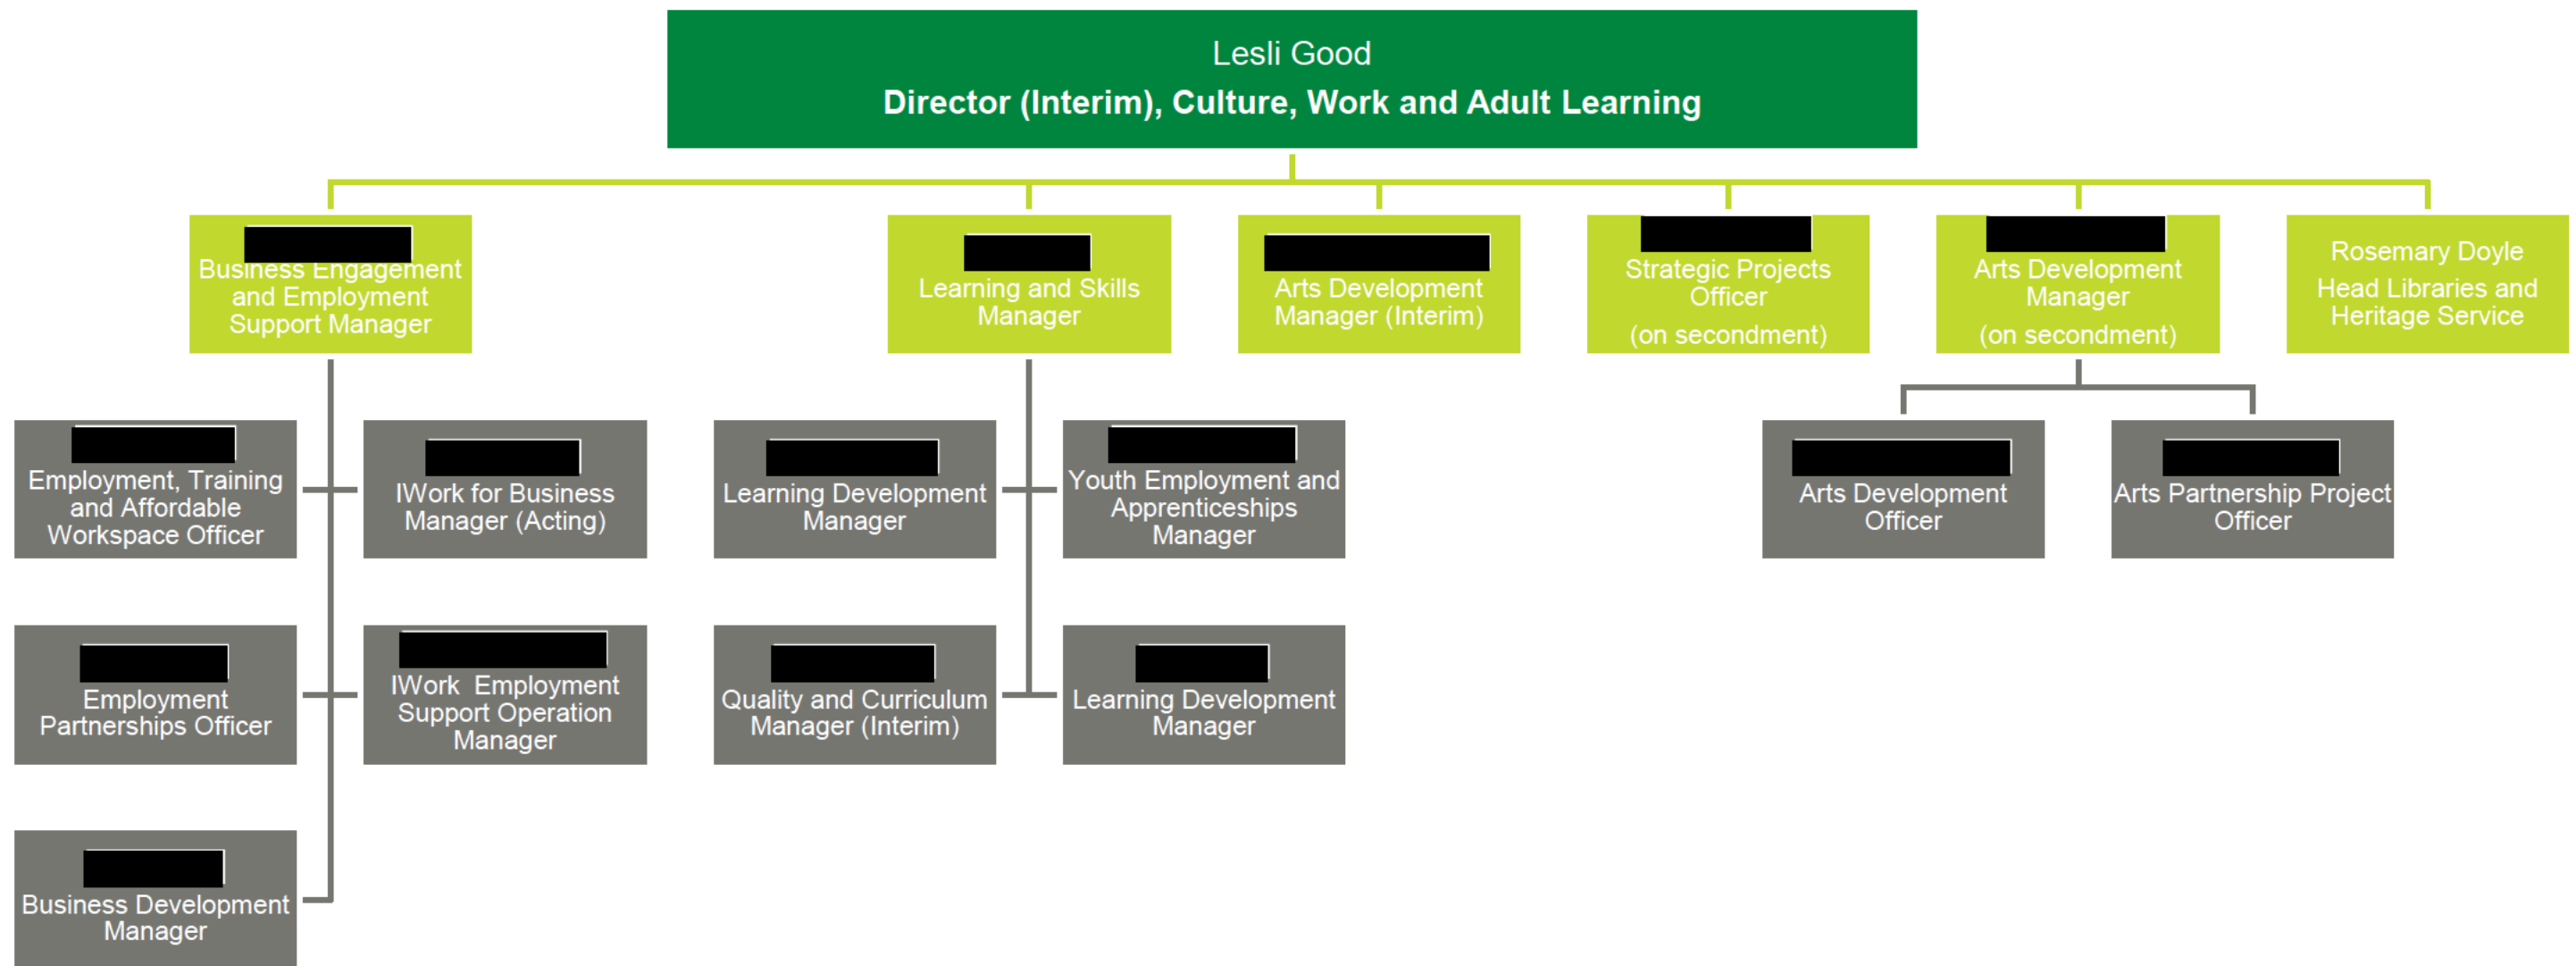 Lesli Good
Director (Interim), Culture, Work and Adult Learning
Business Engagement
and Employment
Support Manager
Learning and Skills
Manager
Arts Development
Manager (Interim)
Strategic Projects
Officer
(on secondment)
Arts Development
Manager
(on secondment)
Rosemary Doyle
Head Libraries and
Heritage Service
Employment, Training
and Affordable
Workspace Officer
IWork for Business
Manager (Acting)
Learning Development
Manager
Youth Employment and
Apprenticeships
Manager
Arts Development
Officer
Arts Partnership Project
Officer
Employment
Partnerships Officer
IWork  Employment
Support Operation
Manager
Quality and Curriculum
Manager (Interim)
Learning Development
Manager
Business Development
Manager